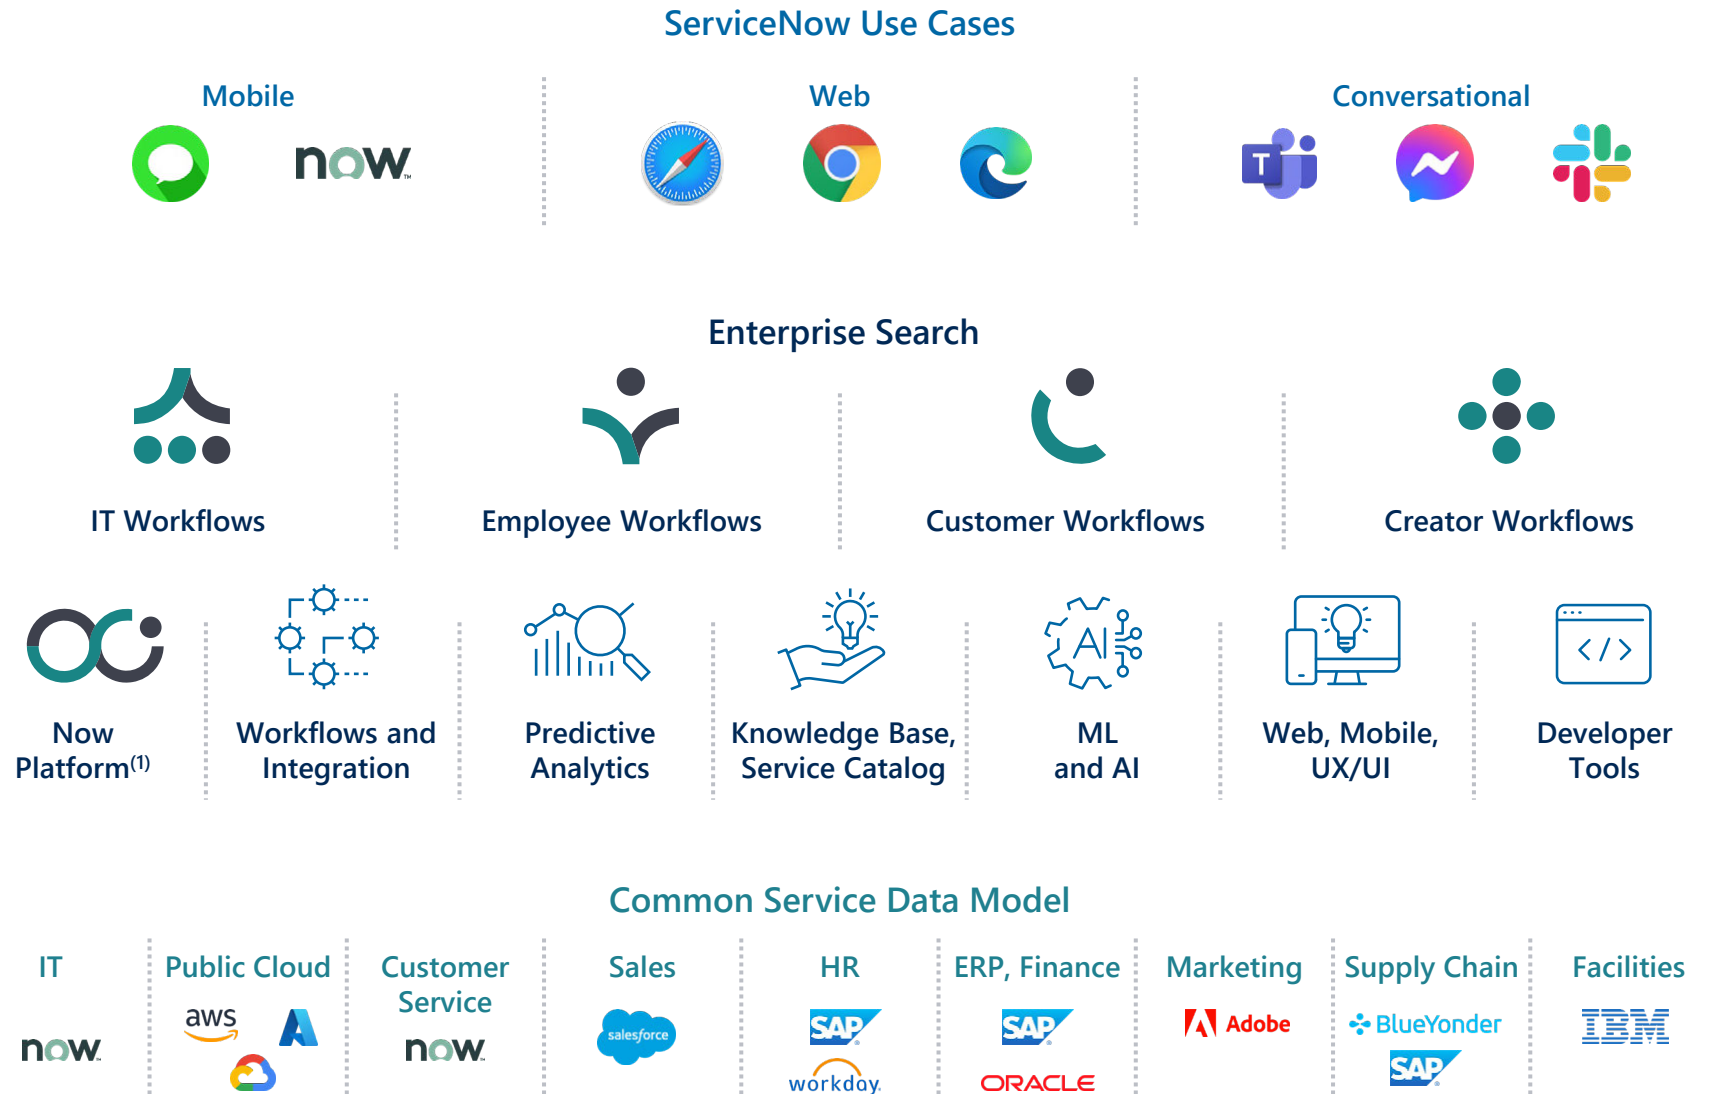 ServiceNow Use Cases
Mobile
Web
Conversational
now
T
Enterprise Search
IT Workflows
Employee Workflows
Customer Workflows
Creator Workflows
AI
</>
Now
Platform(1)
Workflows and
Integration
Predictive
Analytics
Knowledge Base,
Service Catalog
ML
and AI
Web, Mobile,
UX/UI
Developer
Tools
Common Service Data Model
IT
now
Public Cloud
aws
Customer
Service
now
Sales
salesforce
HR
SAP
workday.
ERP, Finance
SAP
ORACLE
Marketing
Adobe
Supply Chain
BlueYonder
SAP
Facilities
IBM